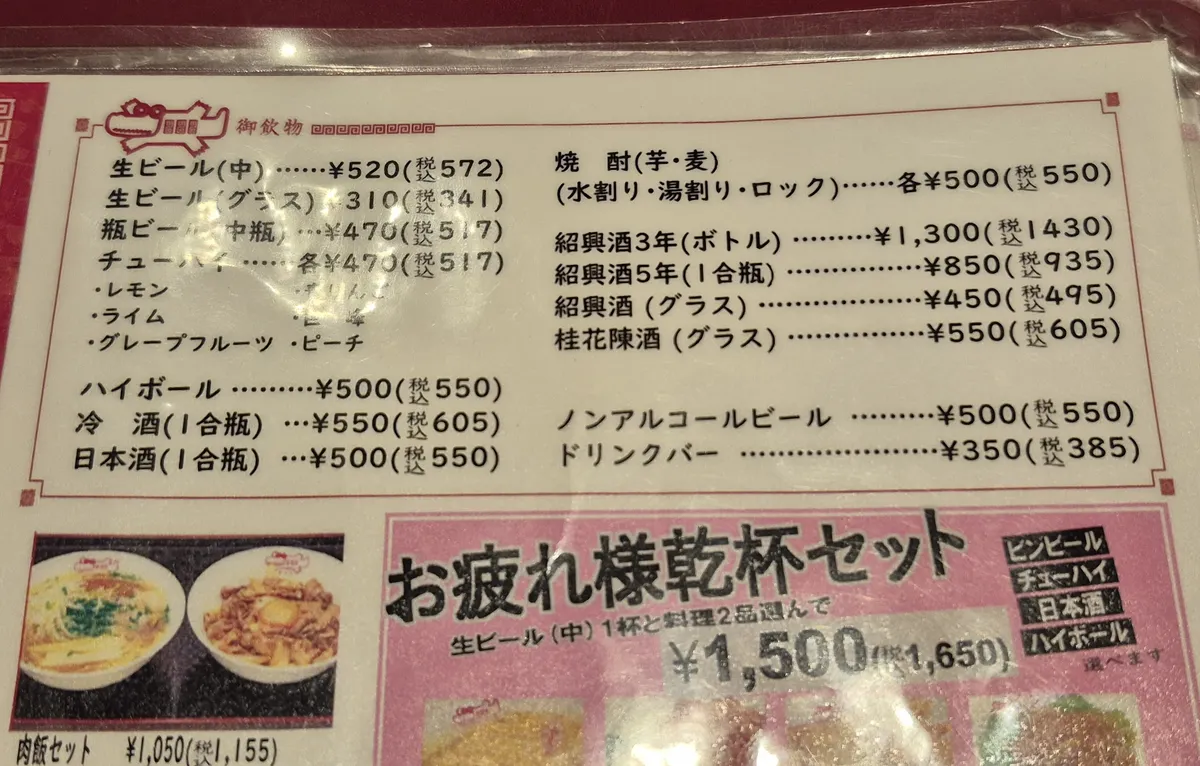 御飲物
生ビール(中) ……¥520(税込572)
生ビール(グラス) ¥310(税込341)
瓶ビール(中瓶) …¥470(税込517)
チューハイ ……各¥470(税込517)
・レモン
・ライム
・グレープフルーツ ・ピーチ
ハイボール ………¥500(税込550)
冷 酒(1合瓶) …¥550(税込605)
日本酒(1合瓶) …¥500(税込550)
焼 酎(芋・麦)
(水割り・湯割り・ロック)……各¥500(税込550)
紹興酒3年(ボトル) ………¥1,300(税込1430)
紹興酒5年(1合瓶) ……………¥850(税込935)
紹興酒 (グラス) ………………¥450(税込495)
桂花陳酒 (グラス) ……………¥550(税込605)
ノンアルコールビール ………¥500(税込550)
ドリンクバー …………………¥350(税込385)
肉飯セット ¥1,050(税込1,155)
お疲れ様乾杯セット
生ビール(中)1杯と料理2品選んで
¥1,500(税込1,650)
ビンビール
チューハイ
日本酒
ハイボール
選べます